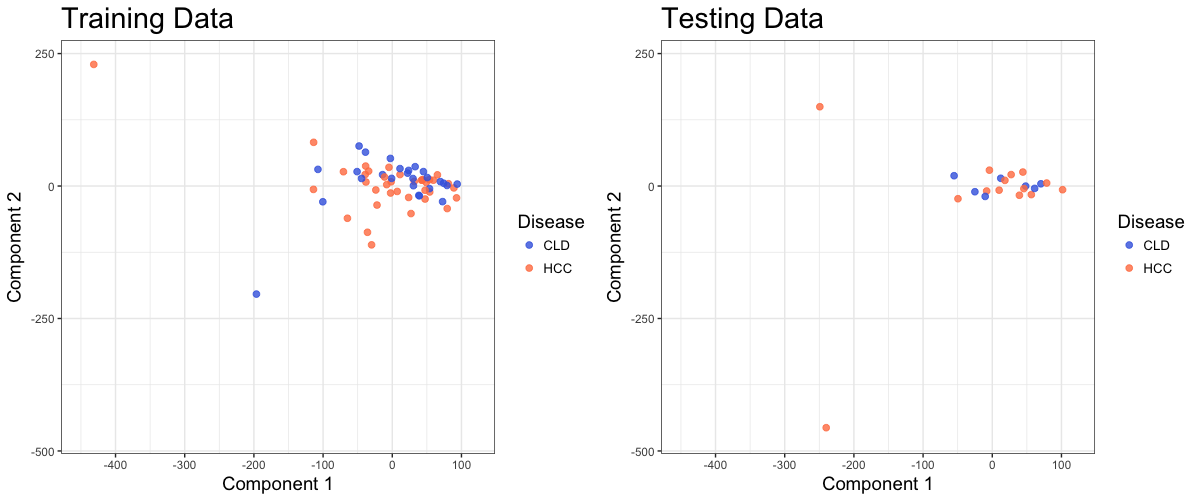 Training Data
250
0
-250
-500
Component 2
-400
-300
-200
-100
0
100
Component 1
Disease
CLD
HCC
Testing Data
250
0
-250
-500
Component 2
-400
-300
-200
-100
0
100
Component 1
Disease
CLD
HCC